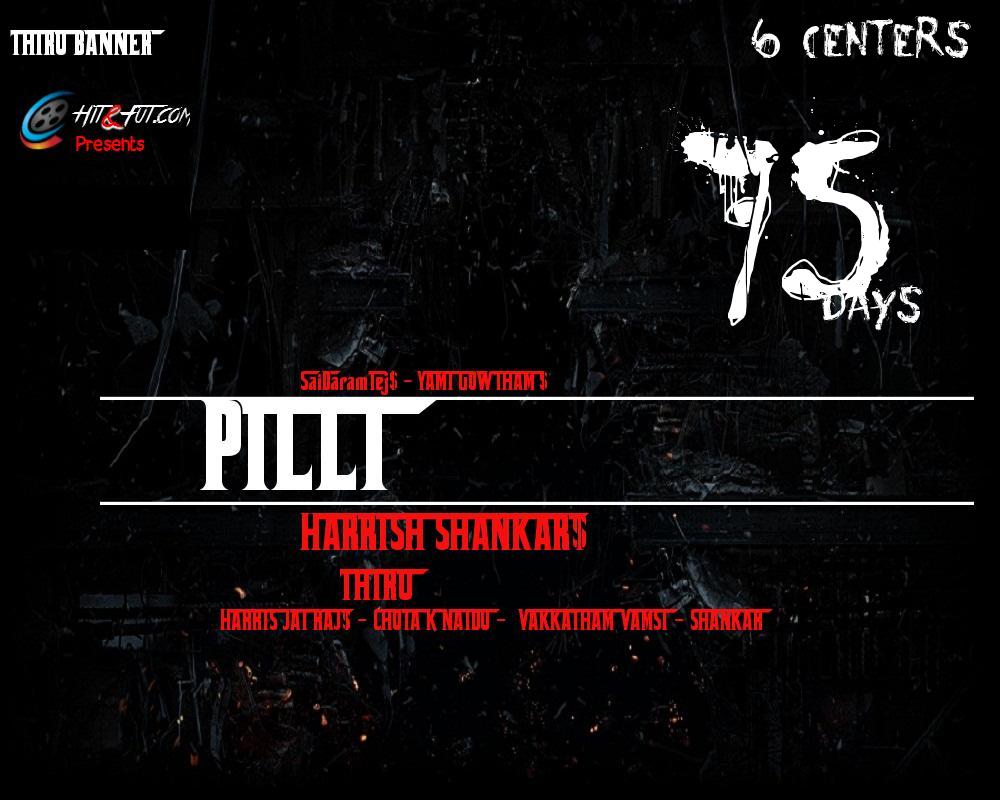 THIRU BANNER
6 CENTERS
HIT&FUT.COM
Presents
75
DAYS
SaiDaramTej$ - YAMI GOWTHAM$
PILLI
HARRISH SHANKAR$
THIRU
HARRIS JAI RAJ$ - CHOTA K NAIDU - VAKKATHAM VAMSI - SHANKAR